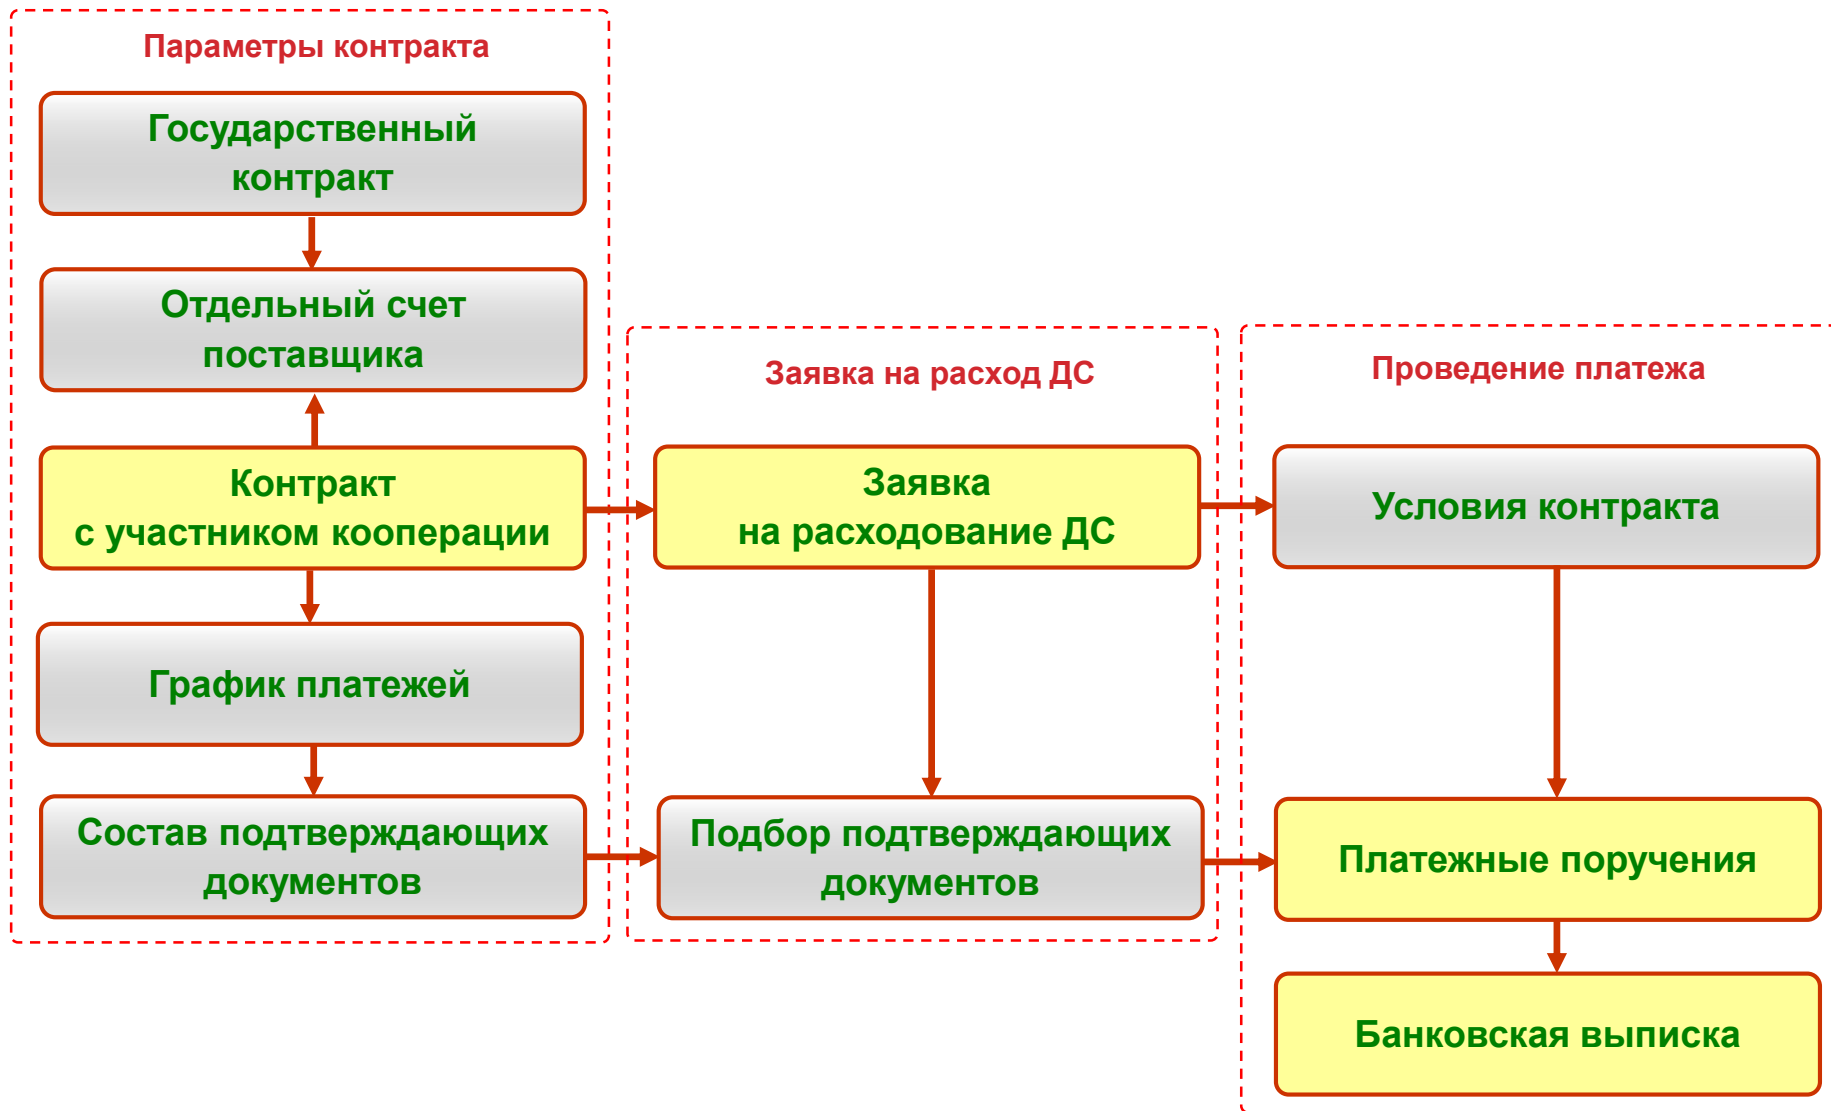 Параметры контракта
Государственный
контракт
Отдельный счет
поставщика
Контракт
с участником кооперации
График платежей
Состав подтверждающих
документов
Заявка на расход ДС
Заявка
на расходование ДС
Подбор подтверждающих
документов
Проведение платежа
Условия контракта
Платежные поручения
Банковская выписка